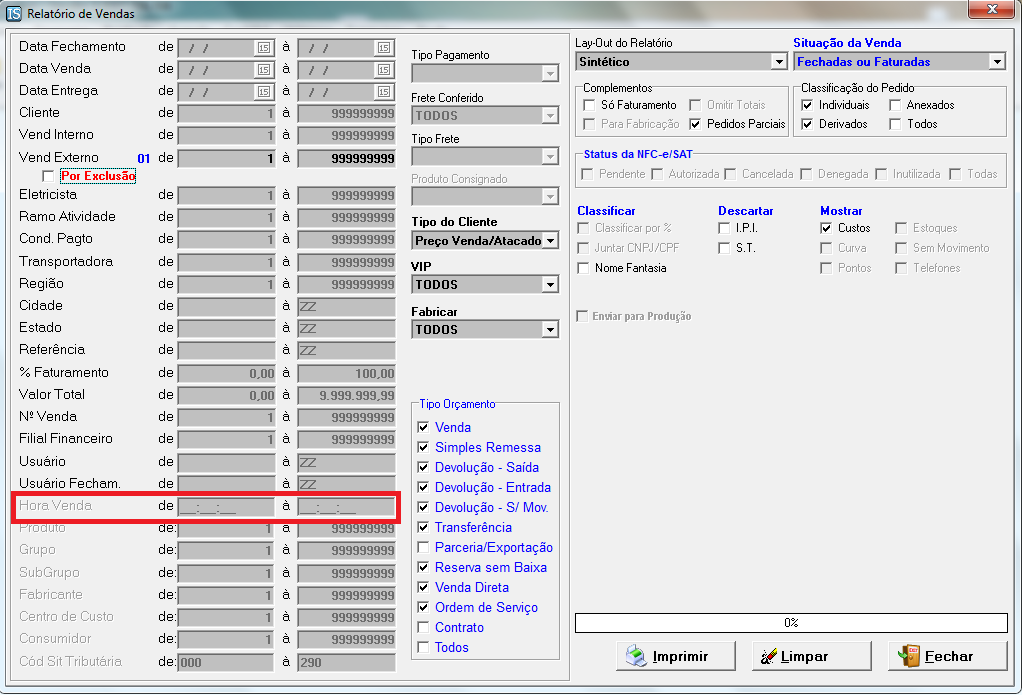 TS Relatório de Vendas
Data Fechamento de / / 15 à / / 15
Data Venda de / / 15 à / / 15
Data Entrega de / / 15 à / / 15
Cliente de 1 à 999999999
Vend Interno de 1 à 999999999
Vend Externo 01 de 1 à 999999999
Por Exclusão
Eletricista de 1 à 999999999
Ramo Atividade de 1 à 999999999
Cond. Pagto de 1 à 999999999
Transportadora de 1 à 999999999
Região de 1 à 999999999
Cidade de à ZZ
Estado de à ZZ
Referência de à ZZ
% Faturamento de 0,00 à 100,00
Valor Total de 0,00 à 9.999.999,99
Nº Venda de 1 à 999999999
Filial Financeiro de 1 à 999999999
Usuário de à ZZ
Usuário Fecham. de à ZZ
Hora Venda de __:__:__ à __:__:__
Produto de: 1 à 999999999
Grupo de: 1 à 999999999
SubGrupo de: 1 à 999999999
Fabricante de: 1 à 999999999
Centro de Custo de: 1 à 999999999
Consumidor de: 1 à 999999999
Cód Sit Tributária de: 000 à 290
Tipo Pagamento
Frete Conferido
TODOS
Tipo Frete
Produto Consignado
Tipo do Cliente
Preço Venda/Atacado
VIP
TODOS
Fabricar
TODOS
Tipo Orçamento
Venda
Simples Remessa
Devolução - Saída
Devolução - Entrada
Devolução - S/ Mov.
Transferência
Parceria/Exportação
Reserva sem Baixa
Venda Direta
Ordem de Serviço
Contrato
Todos
Lay-Out do Relatório
Sintético
Situação da Venda
Fechadas ou Faturadas
Complementos
Só Faturamento Omitir Totais
Para Fabricação Pedidos Parciais
Classificação do Pedido
Individuais Anexados
Derivados Todos
Status da NFC-e/SAT
Pendente Autorizada Cancelada Denegada Inutilizada Todas
Classificar
Classificar por %
Juntar CNPJ/CPF
Nome Fantasia
Descartar
I.P.I.
S.T.
Mostrar
Custos Estoques
Curva Sem Movimento
Pontos Telefones
Enviar para Produção
0%
Imprimir Limpar Fechar